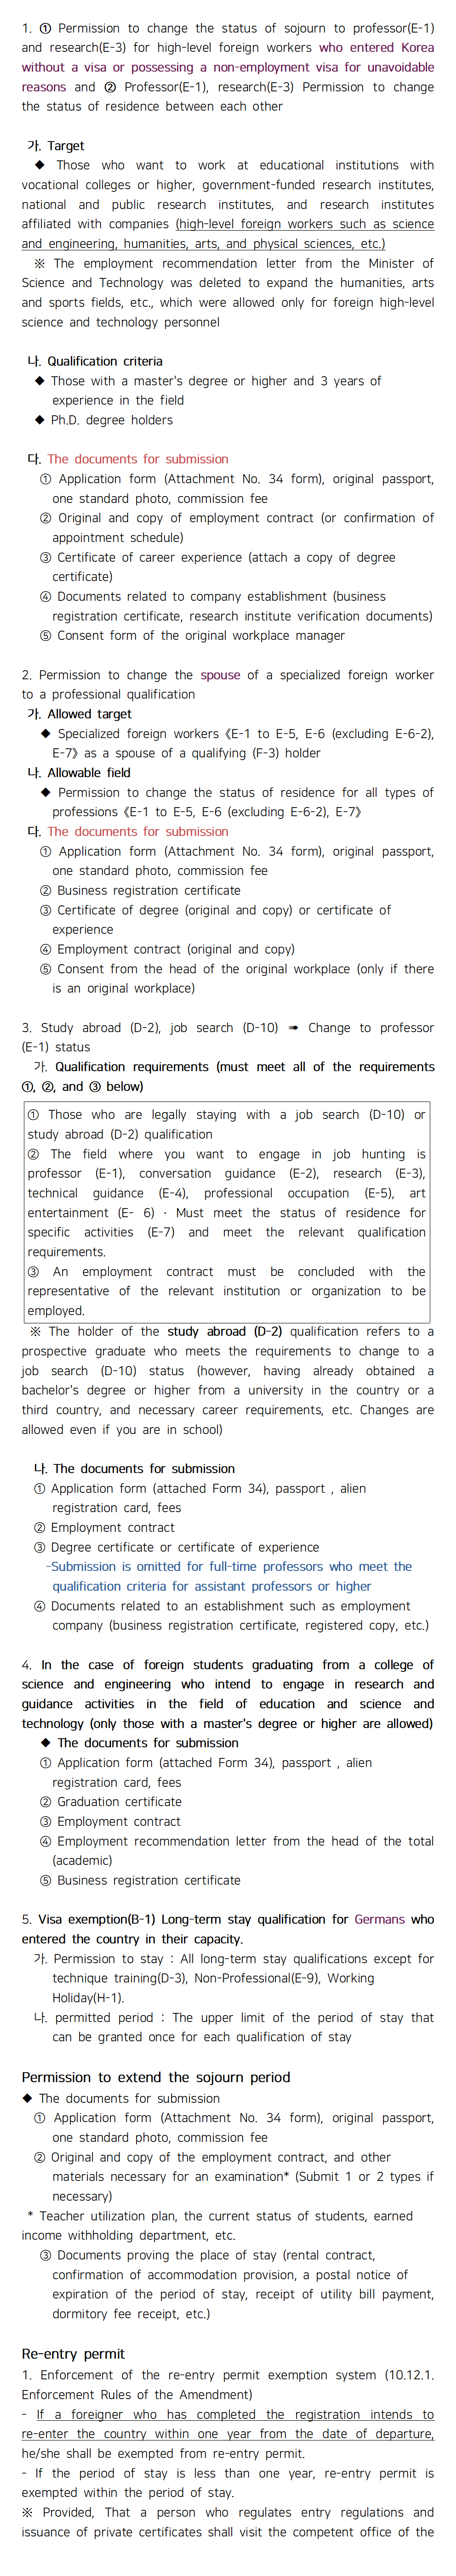 1. ① Permission to change the status of sojourn to professor(E-1)
and research(E-3) for high-level foreign workers who entered Korea
without a visa or possessing a non-employment visa for unavoidable
reasons and ② Professor(E-1), research(E-3) Permission to change
the status of residence between each other
가. Target
◆ Those who want to work at educational institutions with
vocational colleges or higher, government-funded research institutes,
national and public research institutes, and research institutes
affiliated with companies (high-level foreign workers such as science
and engineering, humanities, arts, and physical sciences, etc.)
※ The employment recommendation letter from the Minister of
Science and Technology was deleted to expand the humanities, arts
and sports fields, etc., which were allowed only for foreign high-level
science and technology personnel
나. Qualification criteria
◆ Those with a master's degree or higher and 3 years of
experience in the field
◆ Ph.D. degree holders
다. The documents for submission
① Application form (Attachment No. 34 form), original passport,
one standard photo, commission fee
② Original and copy of employment contract (or confirmation of
appointment schedule)
③ Certificate of career experience (attach a copy of degree
certificate)
④ Documents related to company establishment (business
registration certificate, research institute verification documents)
⑤ Consent form of the original workplace manager
2. Permission to change the spouse of a specialized foreign worker
to a professional qualification
가. Allowed target
◆ Specialized foreign workers《E-1 to E-5, E-6 (excluding E-6-2),
E-7》as a spouse of a qualifying (F-3) holder
나. Allowable field
◆ Permission to change the status of residence for all types of
professions《E-1 to E-5, E-6 (excluding E-6-2), E-7》
다. The documents for submission
① Application form (Attachment No. 34 form), original passport,
one standard photo, commission fee
② Business registration certificate
③ Certificate of degree (original and copy) or certificate of
experience
④ Employment contract (original and copy)
⑤ Consent from the head of the original workplace (only if there
is an original workplace)
3. Study abroad (D-2), job search (D-10) ➠ Change to professor
(E-1) status
가. Qualification requirements (must meet all of the requirements
①, ②, and ③ below)
① Those who are legally staying with a job search (D-10) or
study abroad (D-2) qualification
② The field where you want to engage in job hunting is
professor (E-1), conversation guidance (E-2), research (E-3),
technical guidance (E-4), professional occupation (E-5), art
entertainment (E- 6) · Must meet the status of residence for
specific activities (E-7) and meet the relevant qualification
requirements.
③ An employment contract must be concluded with the
representative of the relevant institution or organization to be
employed.
※ The holder of the study abroad (D-2) qualification refers to a
prospective graduate who meets the requirements to change to a
job search (D-10) status (however, having already obtained a
bachelor's degree or higher from a university in the country or a
third country, and necessary career requirements, etc. Changes are
allowed even if you are in school)
나. The documents for submission
① Application form (attached Form 34), passport , alien
registration card, fees
② Employment contract
③ Degree certificate or certificate of experience
-Submission is omitted for full-time professors who meet the
qualification criteria for assistant professors or higher
④ Documents related to an establishment such as employment
company (business registration certificate, registered copy, etc.)
4. In the case of foreign students graduating from a college of
science and engineering who intend to engage in research and
guidance activities in the field of education and science and
technology (only those with a master's degree or higher are allowed)
◆ The documents for submission
① Application form (attached Form 34), passport , alien
registration card, fees
② Graduation certificate
③ Employment contract
④ Employment recommendation letter from the head of the total
(academic)
⑤ Business registration certificate
5. Visa exemption(B-1) Long-term stay qualification for Germans who
entered the country in their capacity.
가. Permission to stay : All long-term stay qualifications except for
technique training(D-3), Non-Professional(E-9), Working
Holiday(H-1).
나. permitted period : The upper limit of the period of stay that
can be granted once for each qualification of stay
Permission to extend the sojourn period
◆ The documents for submission
① Application form (Attachment No. 34 form), original passport,
one standard photo, commission fee
② Original and copy of the employment contract, and other
materials necessary for an examination* (Submit 1 or 2 types if
necessary)
* Teacher utilization plan, the current status of students, earned
income withholding department, etc.
③ Documents proving the place of stay (rental contract,
confirmation of accommodation provision, a postal notice of
expiration of the period of stay, receipt of utility bill payment,
dormitory fee receipt, etc.)
Re-entry permit
1. Enforcement of the re-entry permit exemption system (10.12.1.
Enforcement Rules of the Amendment)
- If a foreigner who has completed the registration intends to
re-enter the country within one year from the date of departure,
he/she shall be exempted from re-entry permit.
- If the period of stay is less than one year, re-entry permit is
exempted within the period of stay.
※ Provided, That a person who regulates entry regulations and
issuance of private certificates shall visit the competent office of the